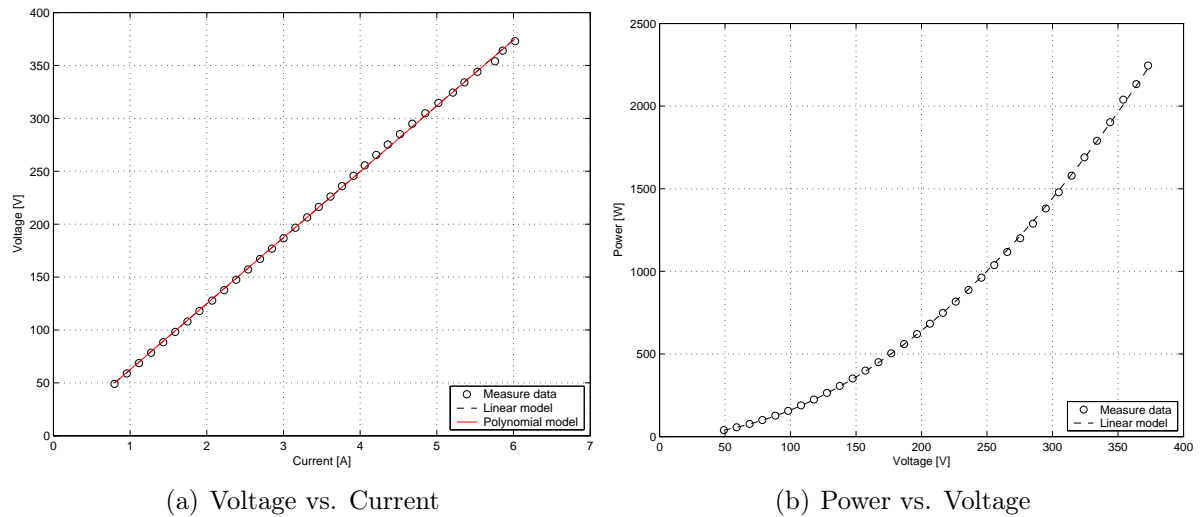 400
350
300
250
200
150
100
50
0
Voltage [V]
0 1 2 3 4 5 6 7
Current [A]
Measure data
Linear model
Polynomial model
(a) Voltage vs. Current
2500
2000
1500
1000
500
0
Power [W]
0 50 100 150 200 250 300 350 400
Voltage [V]
Measure data
Linear model
(b) Power vs. Voltage